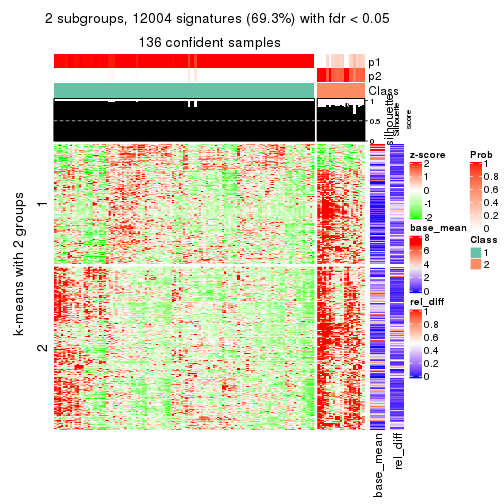 2 subgroups, 12004 signatures (69.3%) with fdr < 0.05
136 confident samples
p1
p2
Class
silhouette
Silhouette
score
1
0.5
0
k-means with 2 groups
1
2
base_mean
rel_diff
z-score
2
1
0
-1
-2
base_mean
8
6
4
2
0
rel_diff
1
0.8
0.6
0.4
0.2
0
Prob
1
0.8
0.6
0.4
0.2
0
Class
1
2